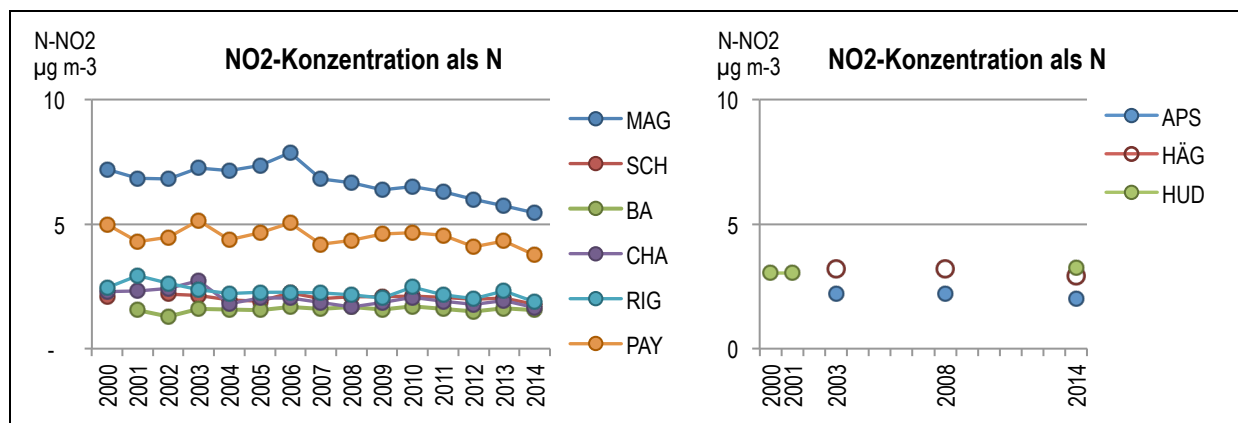 N-NO2
µg m-3
NO2-Konzentration als N
10
5
-
2000
2001
2002
2003
2004
2005
2006
2007
2008
2009
2010
2011
2012
2013
2014
MAG
SCH
BA
CHA
RIG
PAY
N-NO2
µg m-3
NO2-Konzentration als N
10
5
0
2000
2001
2003
2008
2014
APS
HÄG
HUD